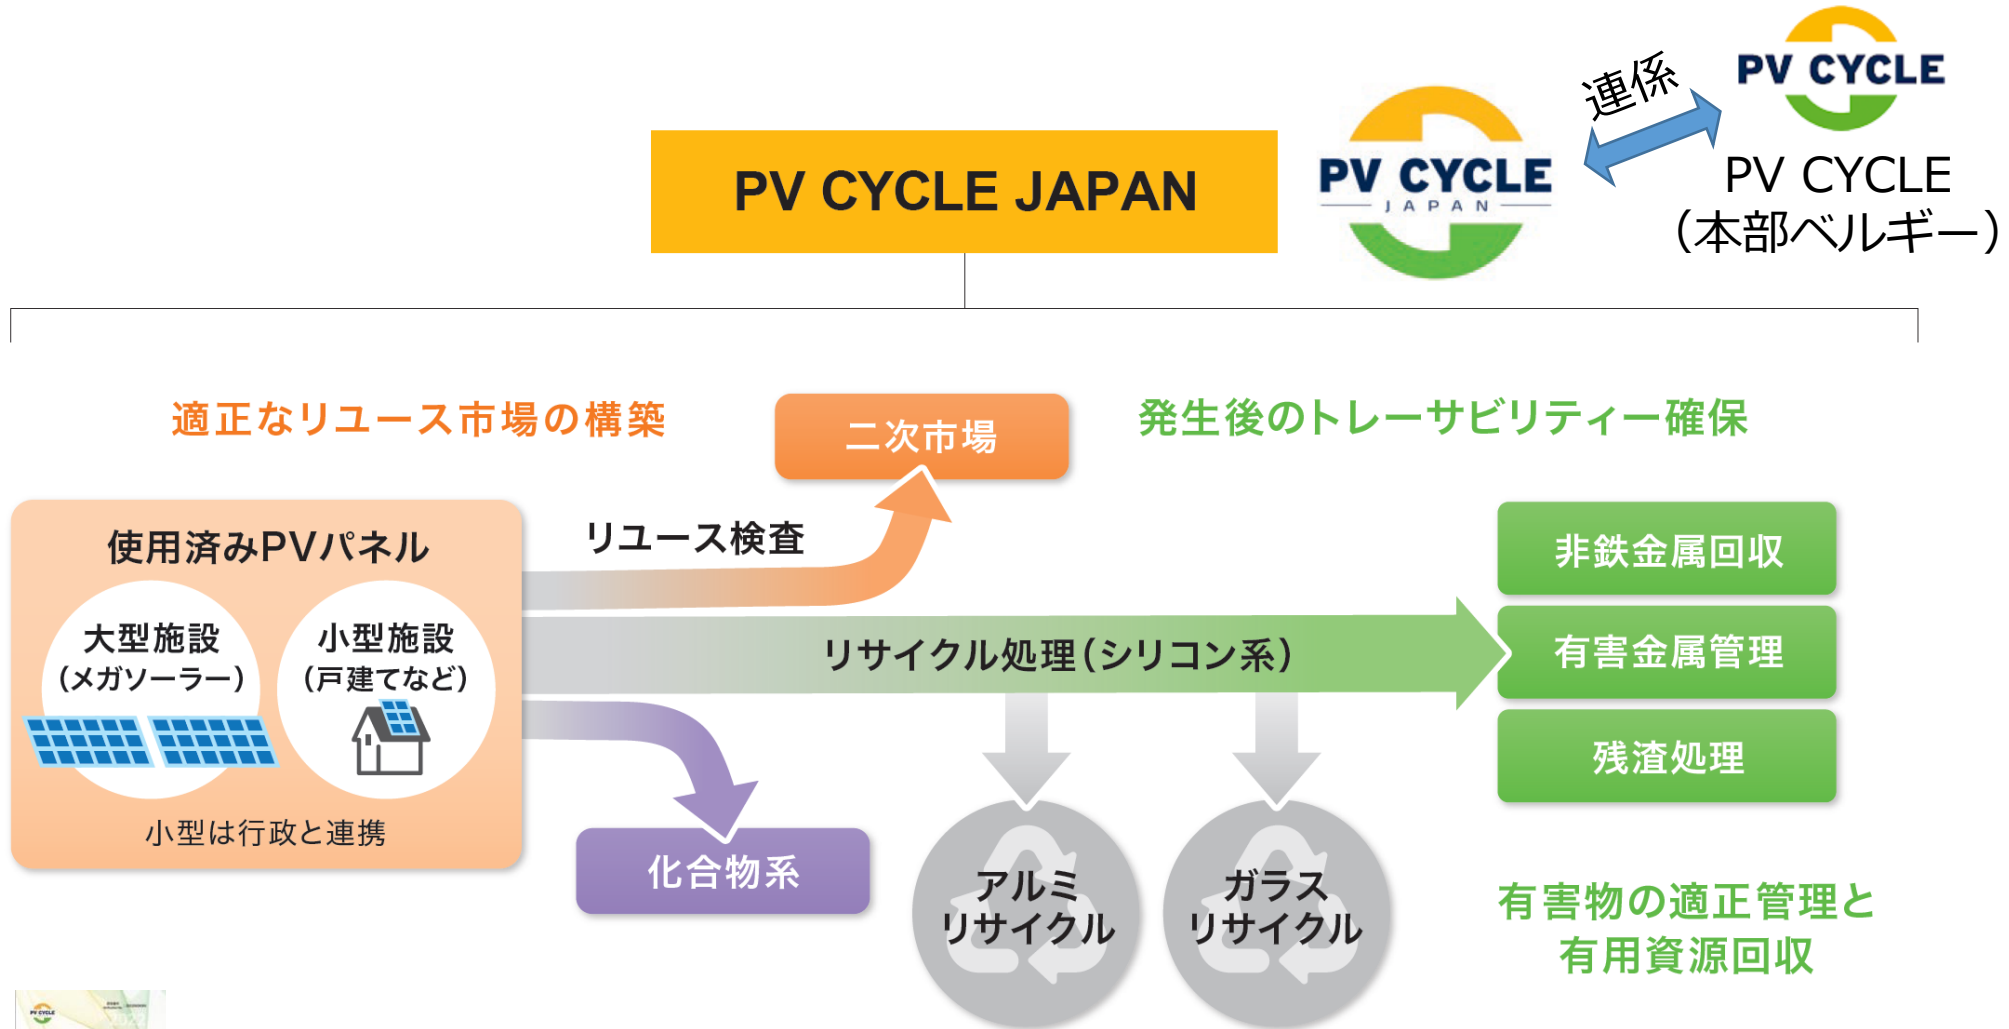 PV CYCLE
連係
PV CYCLE
JAPAN
PV CYCLE JAPAN
PV CYCLE
（本部ベルギー）
適正なリユース市場の構築
二次市場
発生後のトレーサビリティー確保
使用済みPVパネル
リユース検査
非鉄金属回収
大型施設
（メガソーラー）
小型施設
（戸建てなど）
リサイクル処理（シリコン系）
有害金属管理
残渣処理
小型は行政と連携
化合物系
アルミ
リサイクル
ガラス
リサイクル
有害物の適正管理と
有用資源回収
PV CYCLE
2022